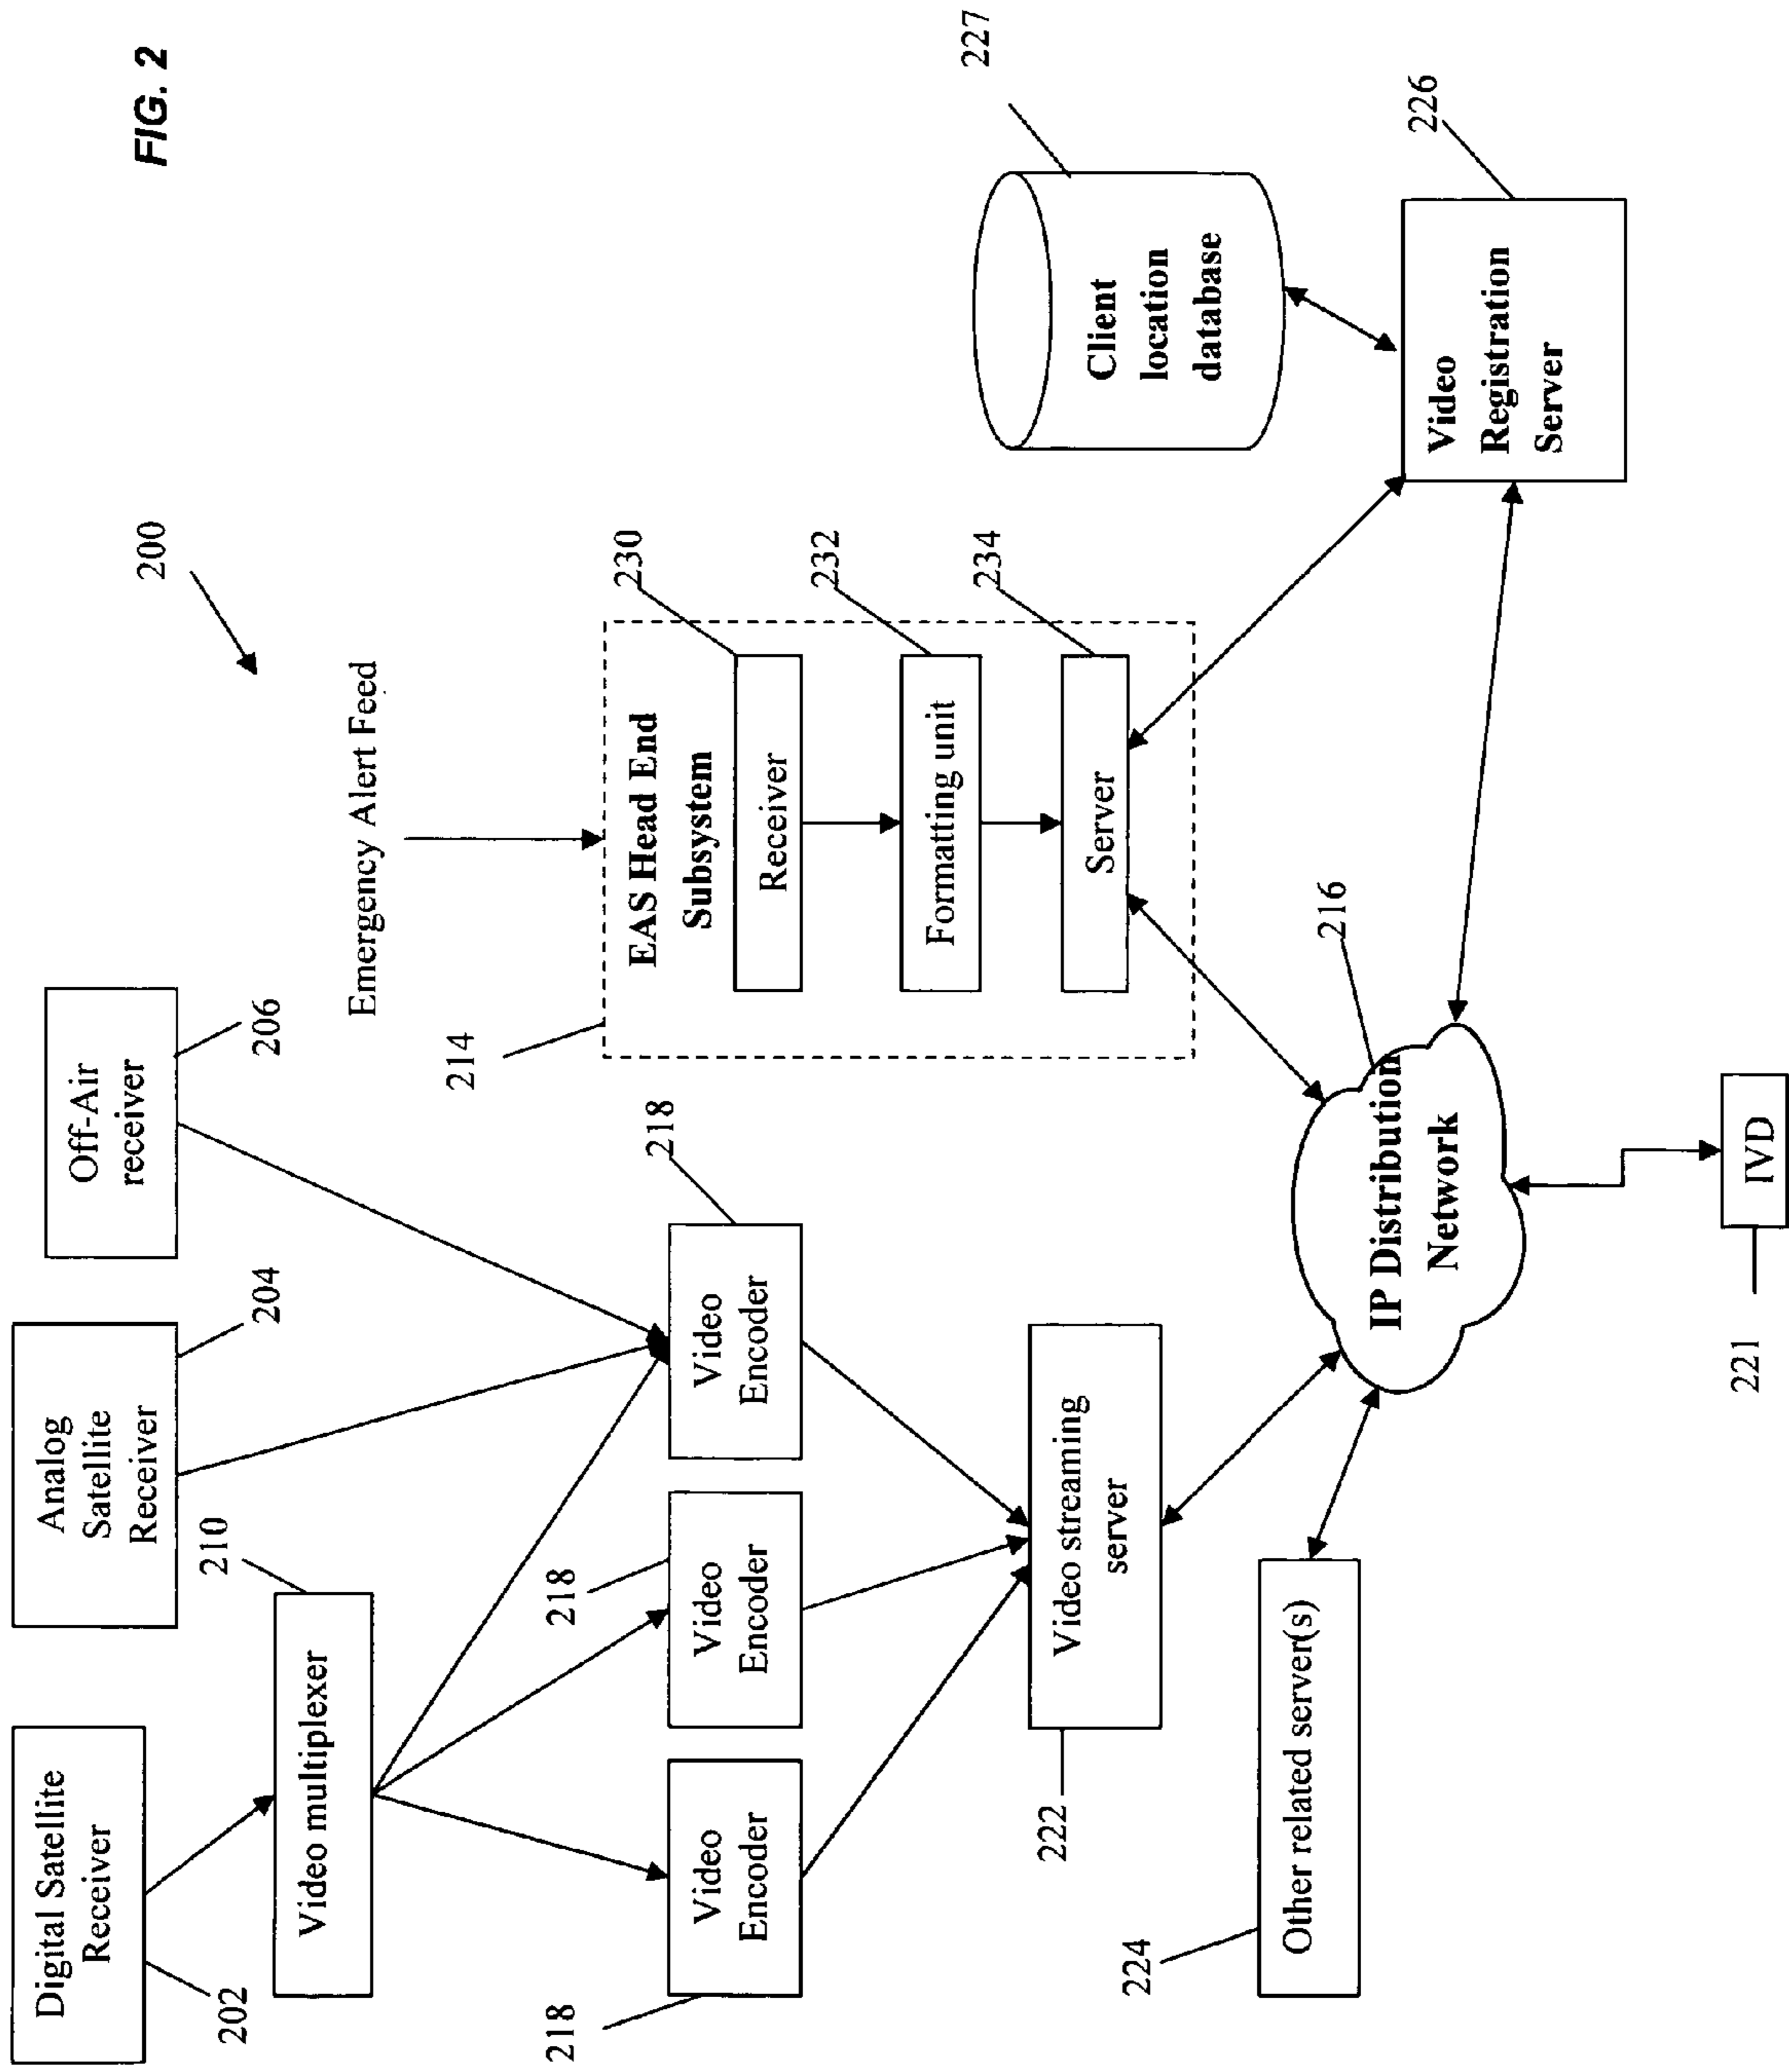 FIG. 2
200
Digital Satellite
Receiver
202
Analog
Satellite
Receiver
204
Off-Air
receiver
206
Video multiplexer
210
Emergency Alert Feed
214
EAS Head End
Subsystem
Receiver
230
Formatting unit
232
Server
234
Video
Encoder
218
Video
Encoder
218
Video
Encoder
218
Video streaming
server
222
Other related server(s)
224
IP Distribution
Network
216
IVD
221
Client
location
database
227
Video
Registration
Server
226